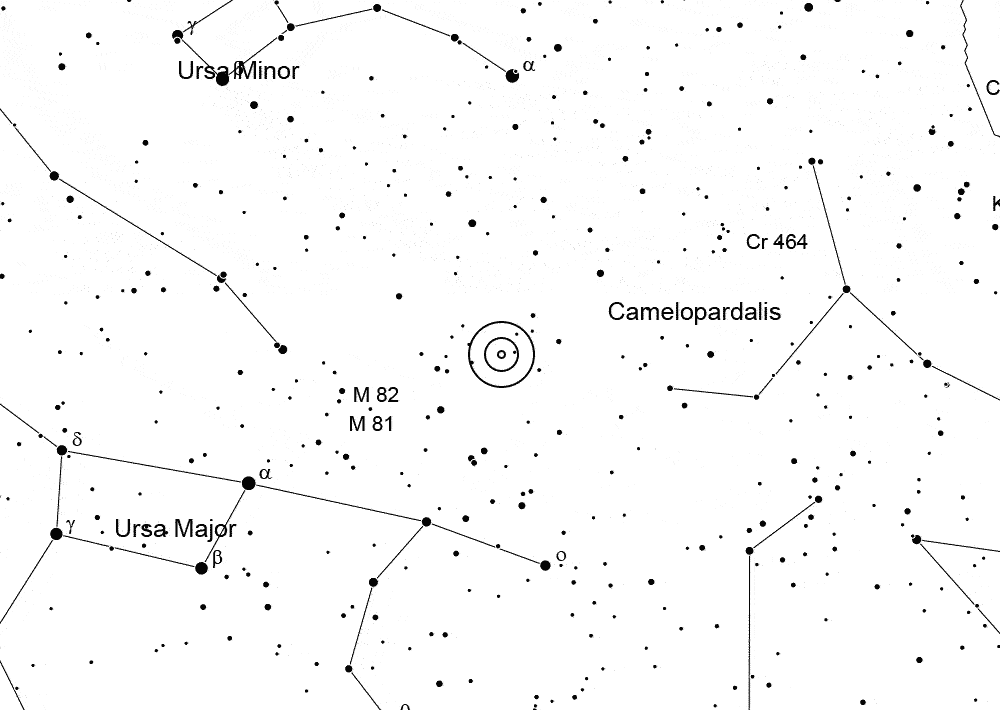 γ
α
β
Ursa Minor
C
K
Cr 464
Camelopardalis
M 82
M 81
δ
α
γ
Ursa Major
β
ο
θ